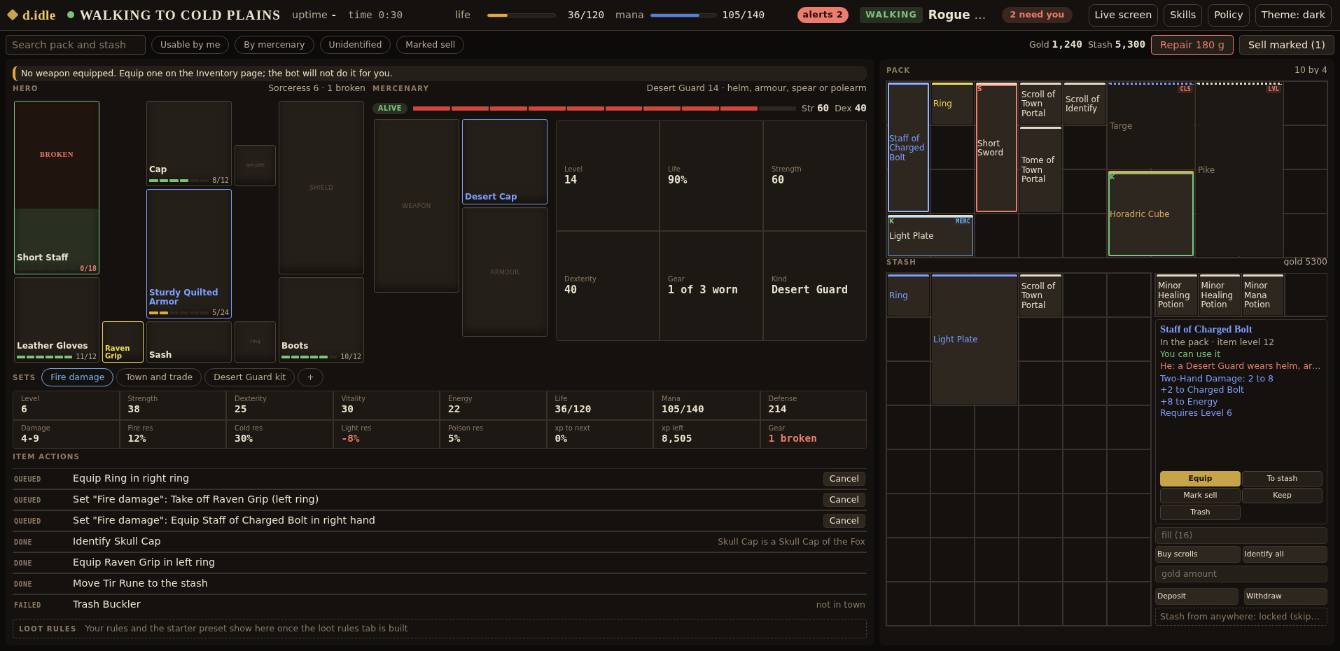 d.idle WALKING TO COLD PLAINS uptime - time 0:30 life 36/120 mana 105/140 alerts 2 WALKING Rogue ... 2 need you Live screen Skills Policy Theme: dark
Search pack and stash Usable by me By mercenary Unidentified Marked sell Gold 1,240 Stash 5,300 Repair 180 g Sell marked (1)
No weapon equipped. Equip one on the Inventory page; the bot will not do it for you.
HERO Sorceress 6 · 1 broken
BROKEN
Short Staff
0/18
Cap
8/12
SHIELD
Sturdy Quilted
Armor
5/24
Leather Gloves
11/12
Raven
Grip
Sash
ring
Boots
10/12
MERCENARY Desert Guard 14 · helm, armour, spear or polearm
ALIVE Str 60 Dex 40
WEAPON
Desert Cap
ARMOUR
Level
14
Life
90%
Strength
60
Dexterity
40
Gear
1 of 3 worn
Kind
Desert Guard
SETS Fire damage Town and trade Desert Guard kit +
Level
6
Strength
38
Dexterity
25
Vitality
30
Energy
22
Life
36/120
Mana
105/140
Defense
214
Damage
4-9
Fire res
12%
Cold res
30%
Light res
-8%
Poison res
5%
xp to next
0%
xp left
8,505
Gear
1 broken
ITEM ACTIONS
QUEUED Equip Ring in right ring Cancel
QUEUED Set "Fire damage": Take off Raven Grip (left ring) Cancel
QUEUED Set "Fire damage": Equip Staff of Charged Bolt in right hand Cancel
DONE Identify Skull Cap Skull Cap is a Skull Cap of the Fox
DONE Equip Raven Grip in left ring
DONE Move Tir Rune to the stash
FAILED Trash Buckler not in town
LOOT RULES Your rules and the starter preset show here once the loot rules tab is built
PACK 10 by 4
Staff of
Charged
Bolt
Ring
S
Short
Sword
Scroll of
Town
Portal
Scroll of
Identify
Tome of
Town
Portal
CLS
Targe
LVL
Pike
K
Horadric Cube
K MERC
Light Plate
STASH gold 5300
Ring
Light Plate
Scroll of
Town
Portal
Minor
Healing
Potion
Minor
Healing
Potion
Minor
Mana
Potion
Staff of Charged Bolt
In the pack · item level 12
You can use it
He: a Desert Guard wears helm, ar...
Two-Hand Damage: 2 to 8
+2 to Charged Bolt
+8 to Energy
Requires Level 6
Equip To stash
Mark sell Keep
Trash
fill (16)
Buy scrolls Identify all
gold amount
Deposit Withdraw
Stash from anywhere: locked (skip...